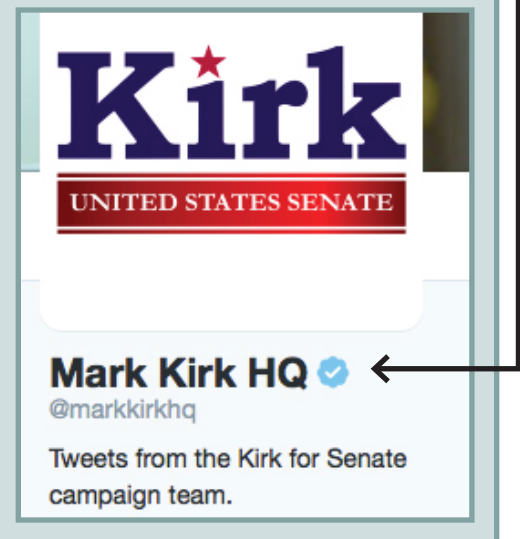 Kirk
UNITED STATES SENATE
Mark Kirk HQ
@markkirkhq
Tweets from the Kirk for Senate
campaign team.